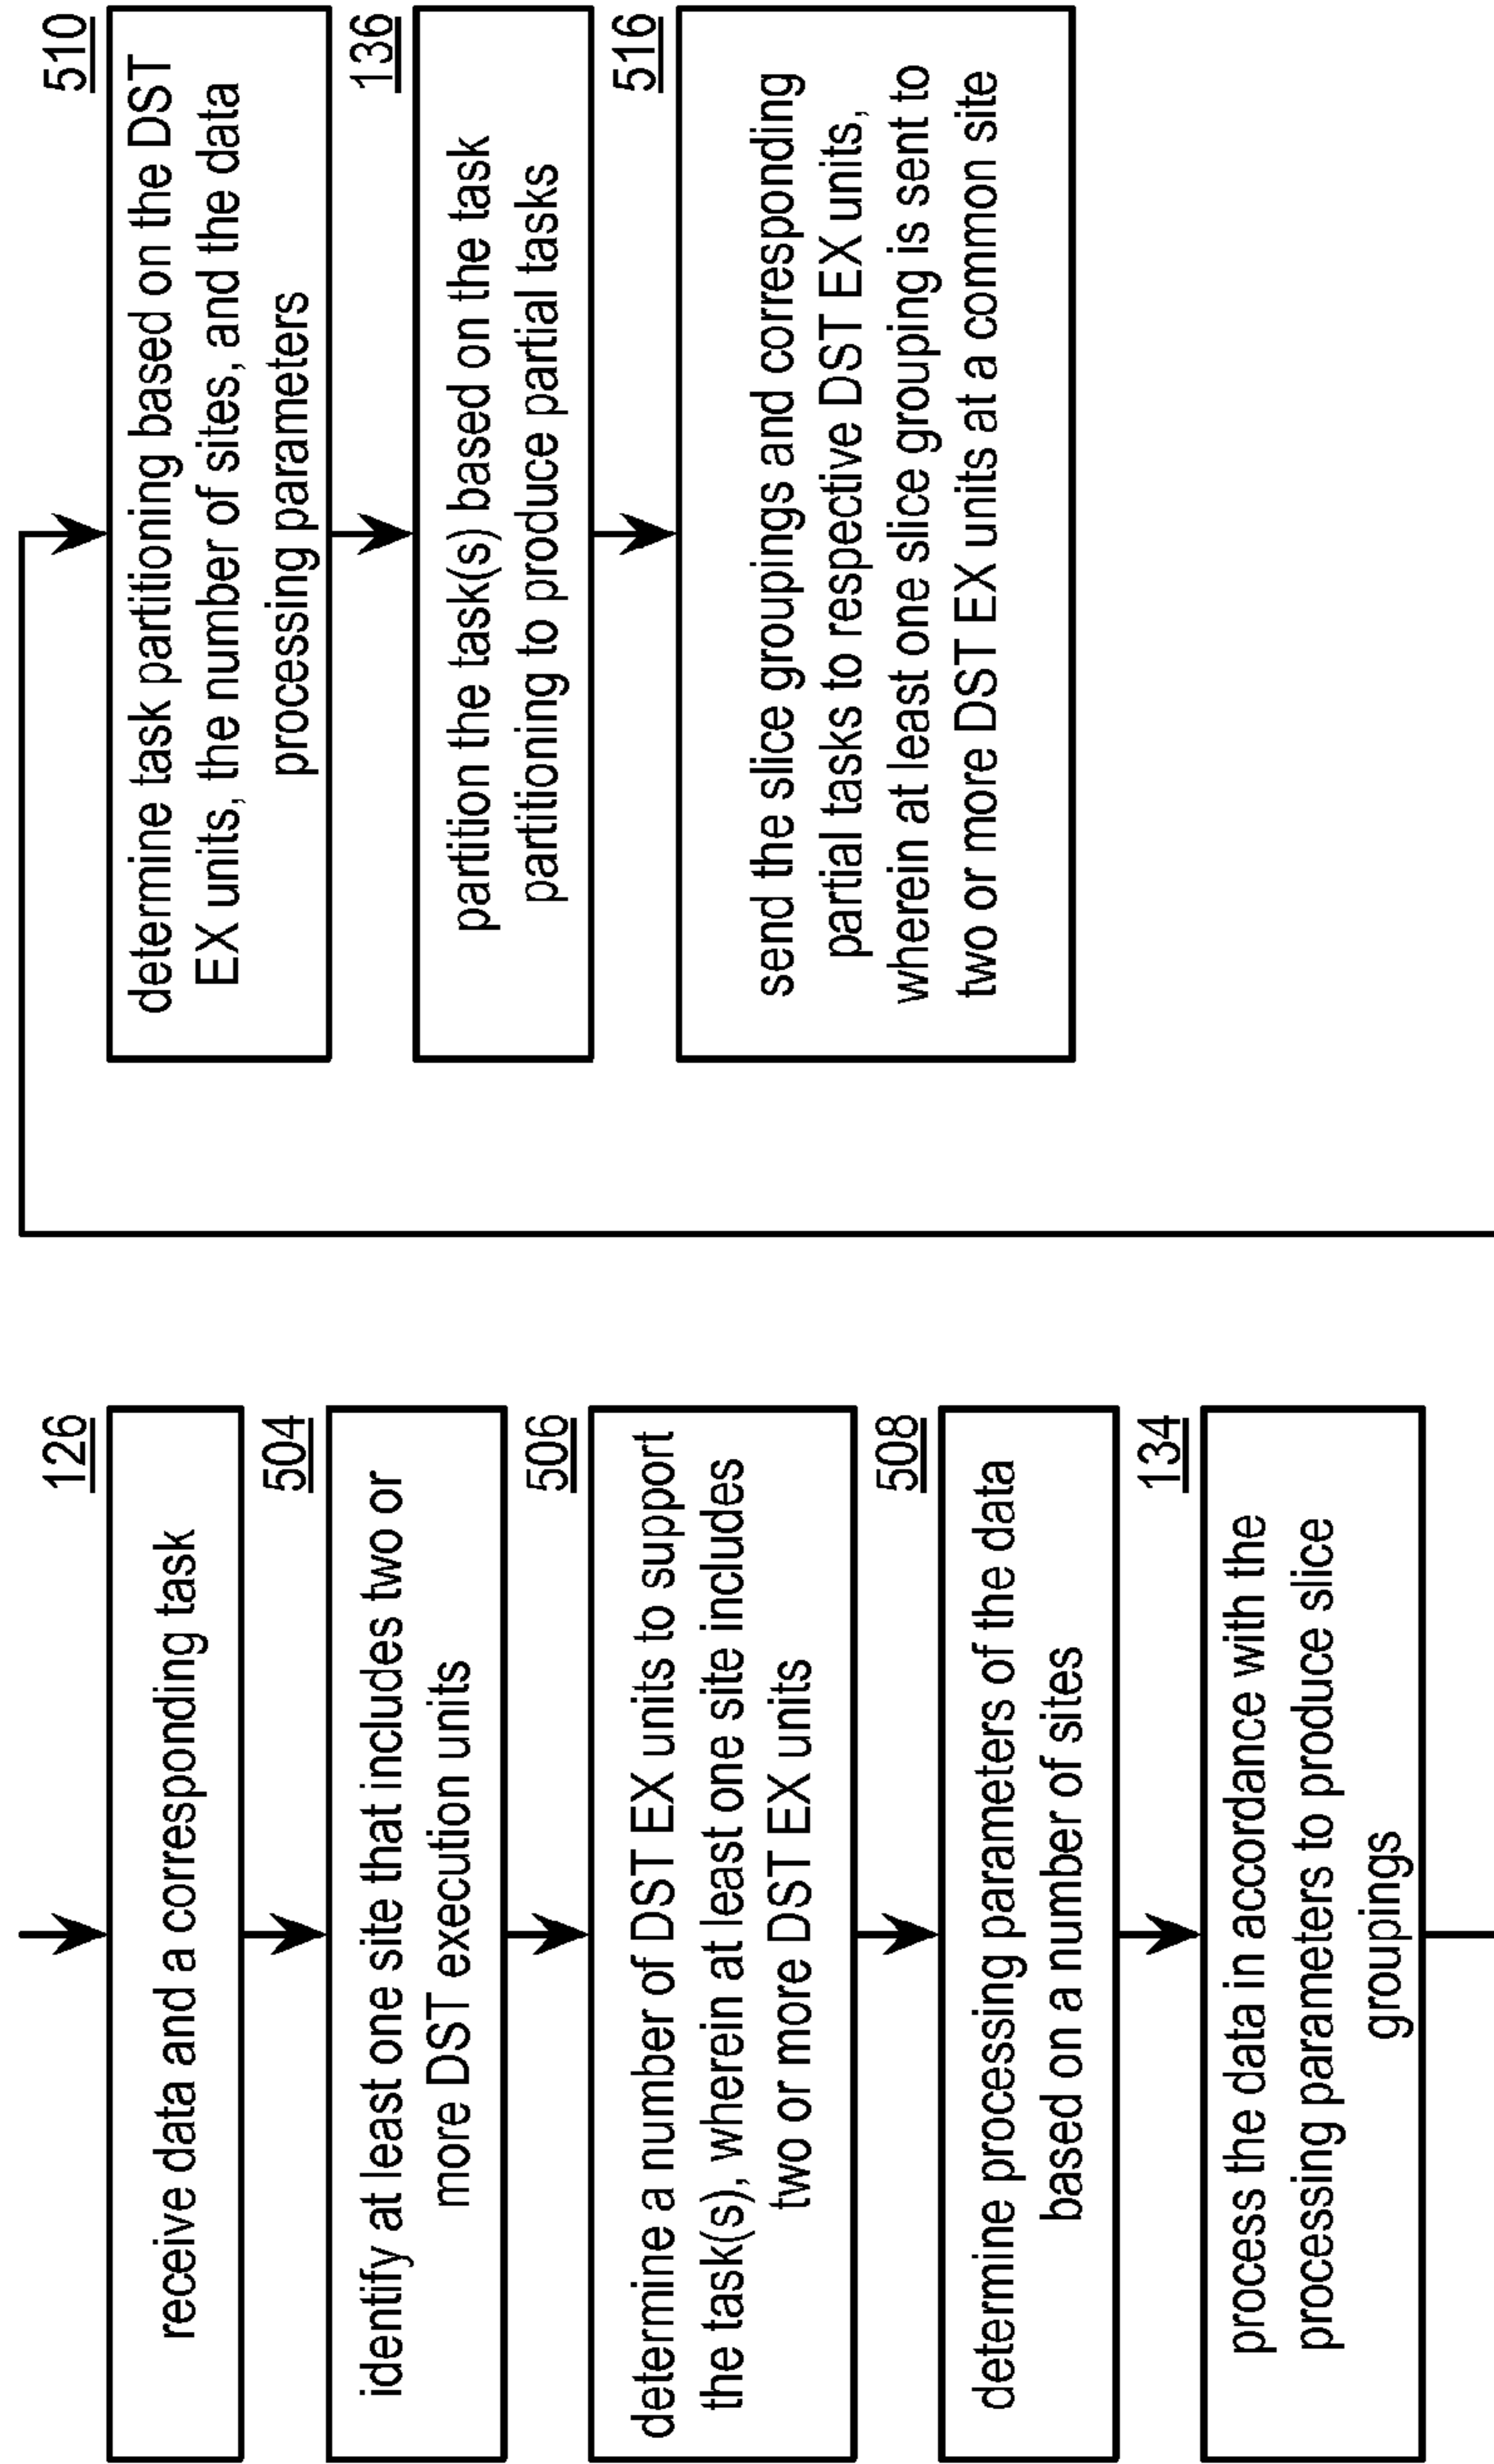 126
receive data and a corresponding task
504
identify at least one site that includes two or
more DST execution units
506
determine a number of DST EX units to support
the task(s), wherein at least one site includes
two or more DST EX units
508
determine processing parameters of the data
based on a number of sites
134
process the data in accordance with the
processing parameters to produce slice
groupings
510
determine task partitioning based on the DST
EX units, the number of sites, and the data
processing parameters
136
partition the task(s) based on the task
partitioning to produce partial tasks
516
send the slice groupings and corresponding
partial tasks to respective DST EX units,
wherein at least one slice grouping is sent to
two or more DST EX units at a common site